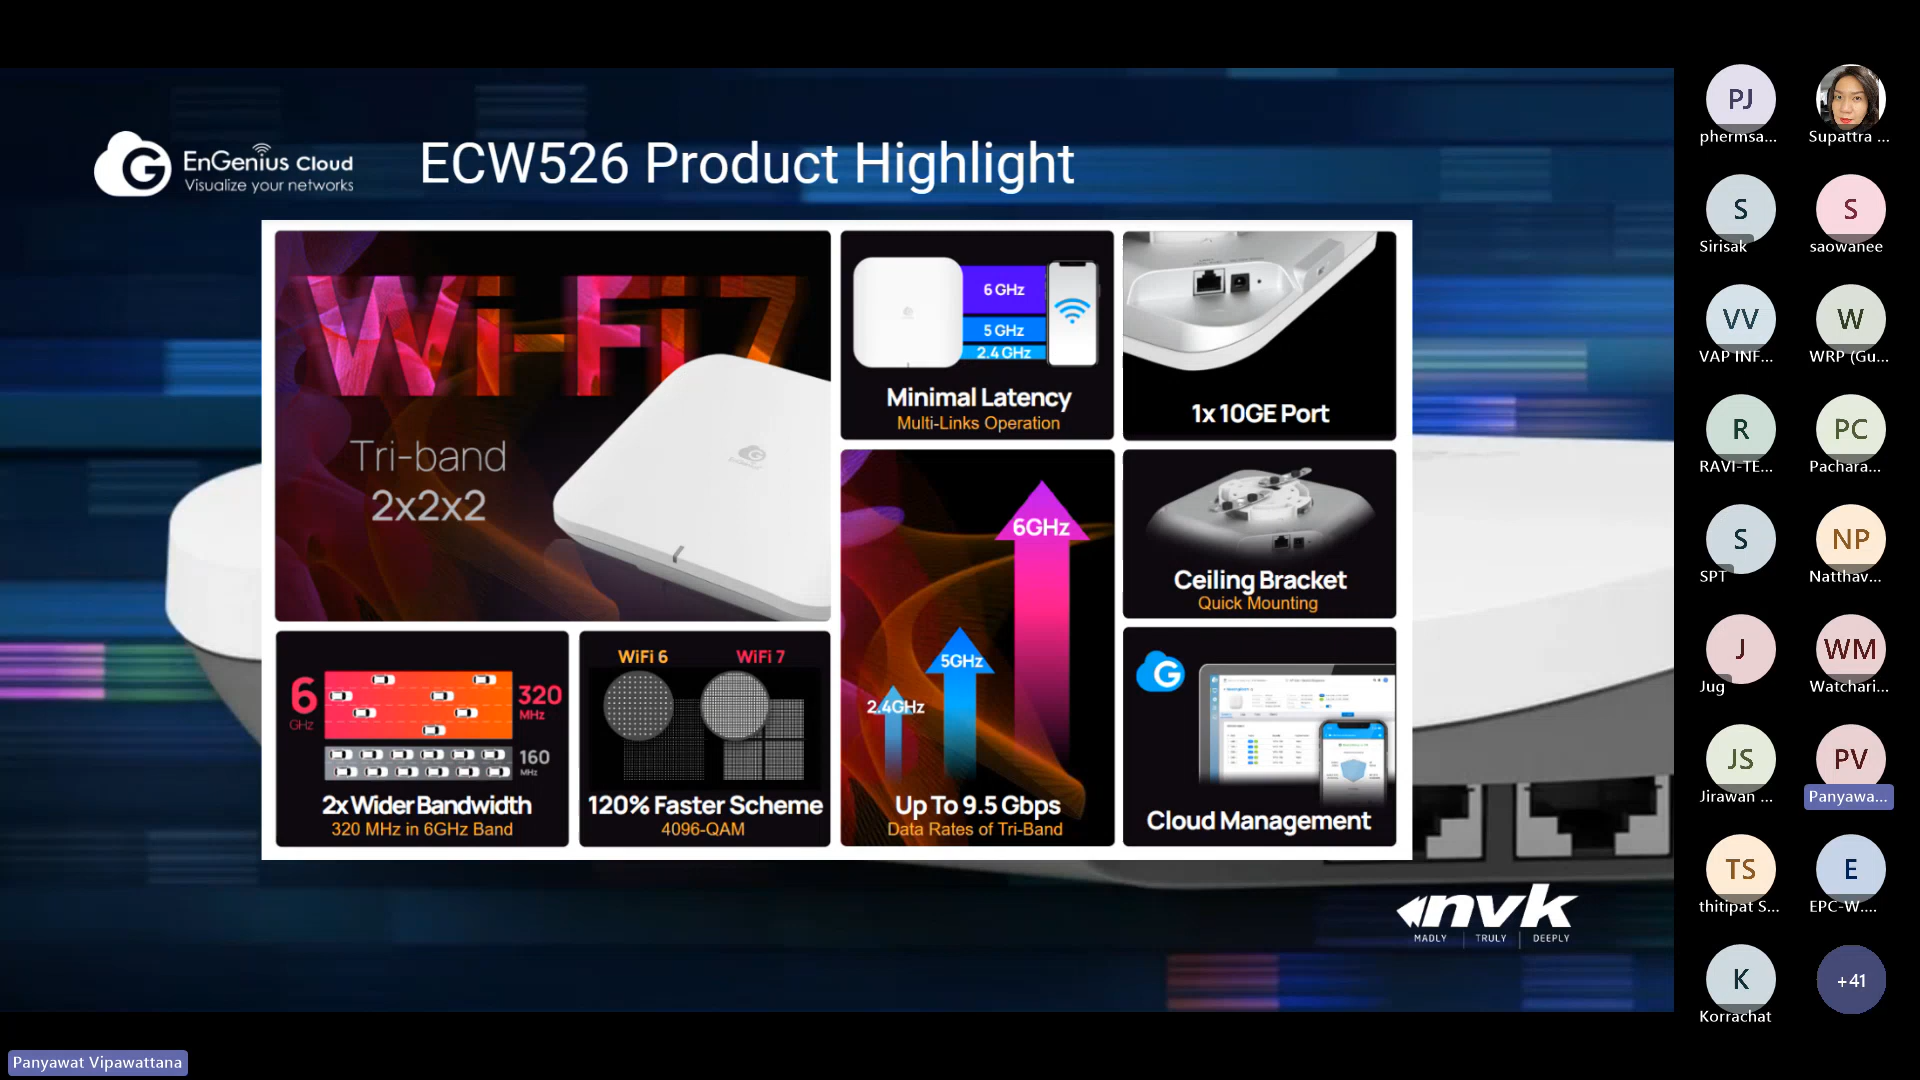 EnGenius Cloud
Visualize your networks
ECW526 Product Highlight
Wi-Fi 7
Tri-band
2x2x2
6 GHz
5 GHz
2.4 GHz
Minimal Latency
Multi-Links Operation
1x 10GE Port
6
GHz
320
MHz
160
MHz
2x Wider Bandwidth
320 MHz in 6GHz Band
WiFi 6
WiFi 7
120% Faster Scheme
4096-QAM
6GHz
5GHz
2.4GHz
Up To 9.5 Gbps
Data Rates of Tri-Band
Ceiling Bracket
Quick Mounting
Cloud Management
nvk
MADLY | TRULY | DEEPLY
PJ
phermsa...
Supattra ...
S
Sirisak
S
saowanee
VV
VAP INF...
W
WRP (Gu...
R
RAVI-TE...
PC
Pachara...
S
SPT
NP
Natthav...
J
Jug
WM
Watchari...
JS
Jirawan ...
PV
Panyawa...
TS
thitipat S...
E
EPC-W....
K
Korrachat
+41
Panyawat Vipawattana